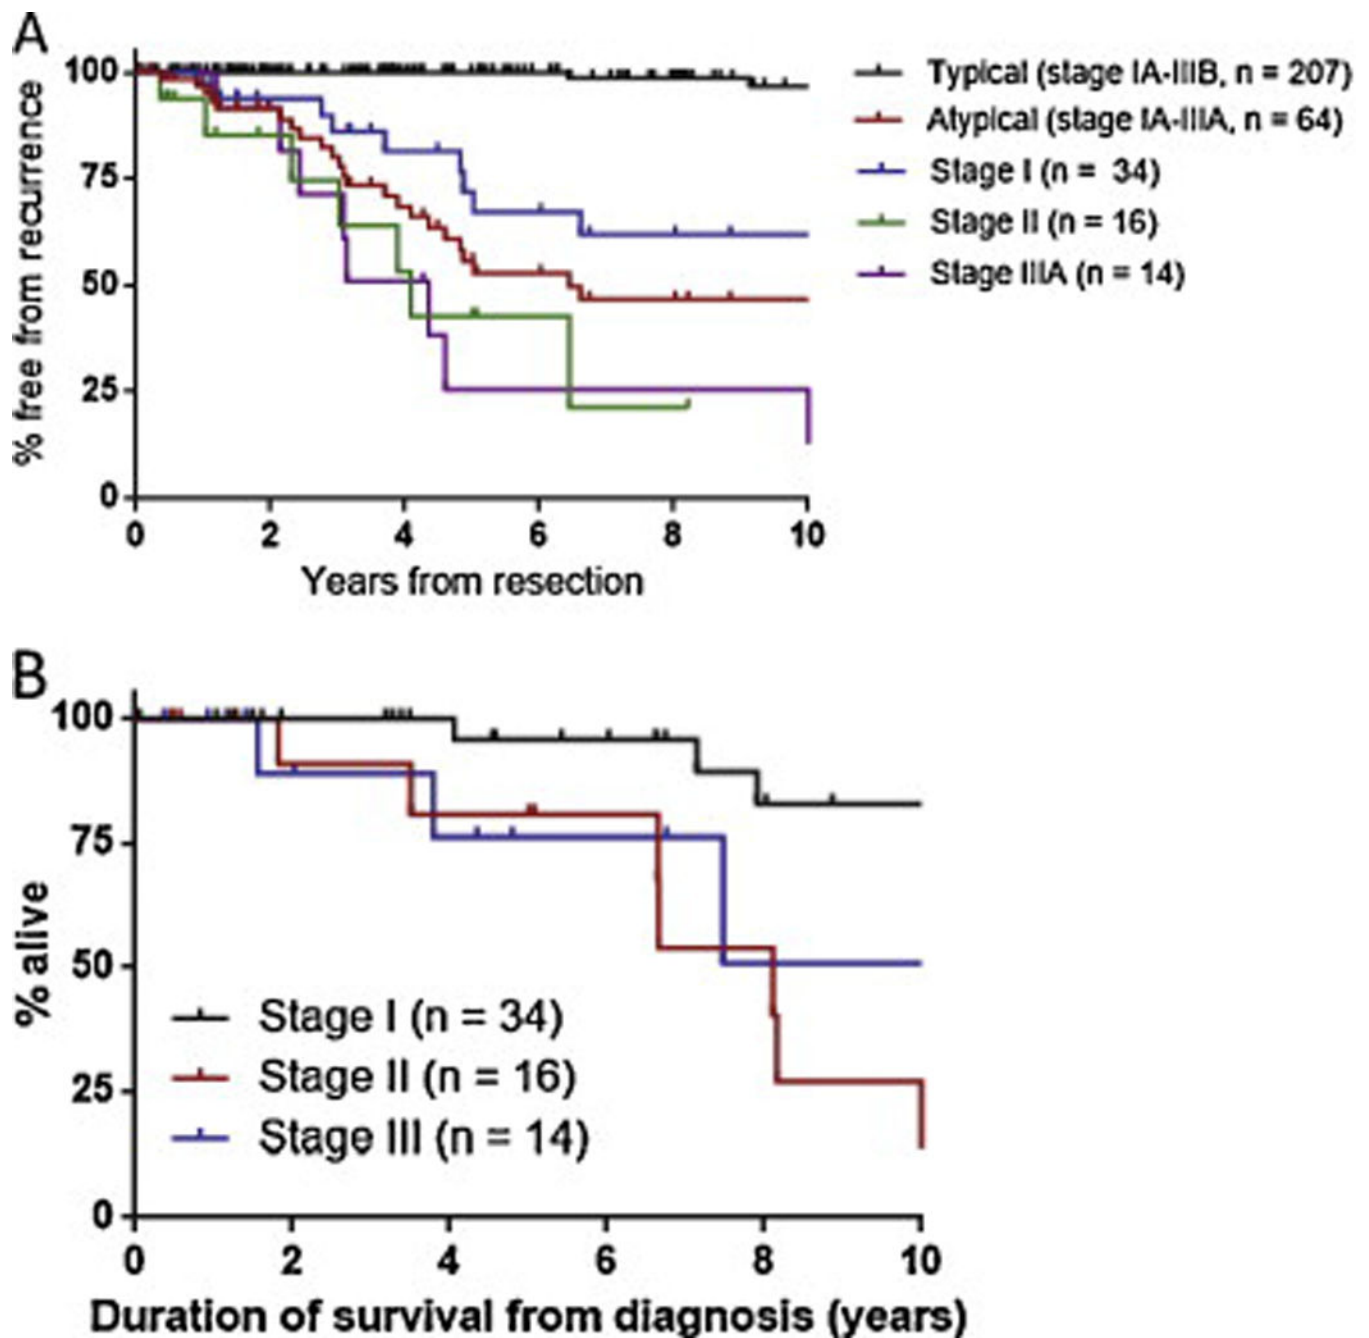 A
% free from recurrence
100
75
50
25
0
0 2 4 6 8 10
Years from resection
Typical (stage IA-IIIB, n = 207)
Atypical (stage IA-IIIA, n = 64)
Stage I (n = 34)
Stage II (n = 16)
Stage IIIA (n = 14)
B
% alive
100
75
50
25
0
Stage I (n = 34)
Stage II (n = 16)
Stage III (n = 14)
0 2 4 6 8 10
Duration of survival from diagnosis (years)